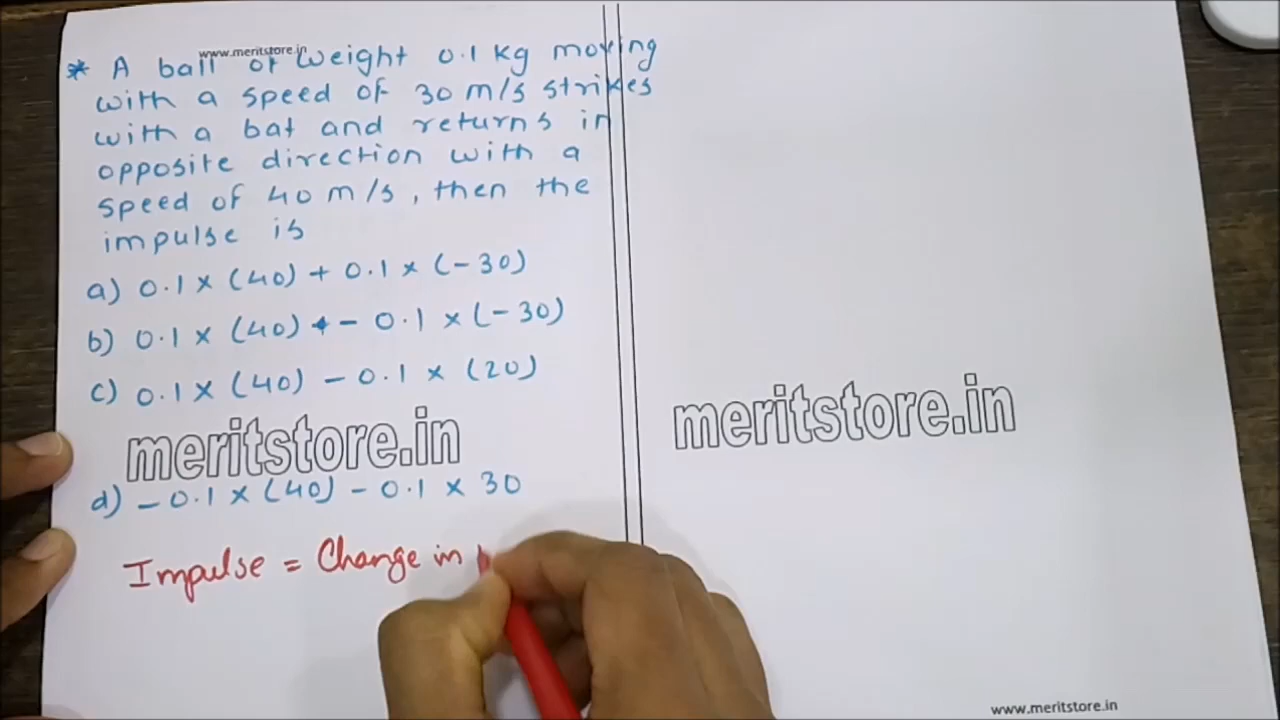 www.meritstore.in
* A ball of weight 0.1 kg moving
with a speed of 30 m/s strikes
with a bat and returns in
opposite direction with a
speed of 40 m/s, then the
impulse is
a) 0.1 × (40) + 0.1 × (-30)
b) 0.1 × (40) - 0.1 × (-30)
c) 0.1 × (40) - 0.1 × (20)
meritstore.in
d) - 0.1 × (40) - 0.1 × 30
Impulse = Change in
meritstore.in
www.meritstore.in